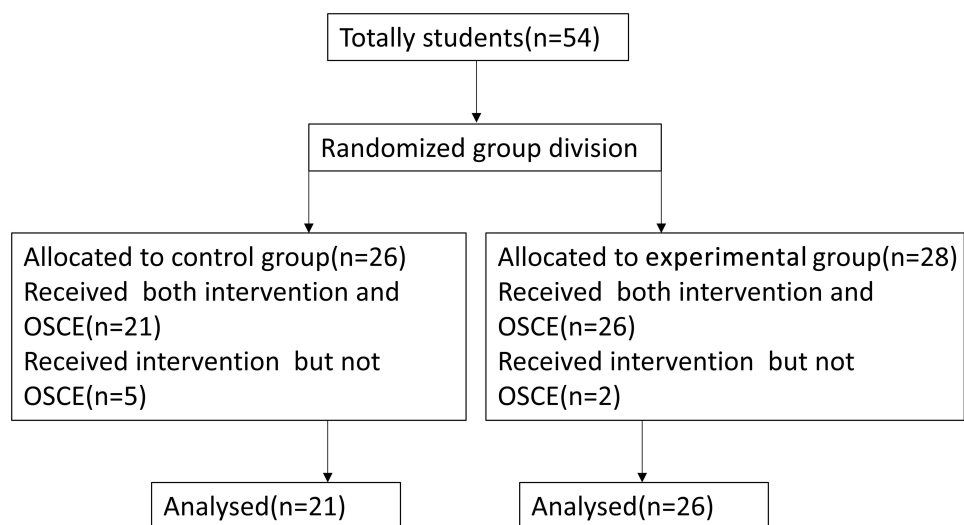 Totally students(n=54)
Randomized group division
Allocated to control group(n=26)
Received both intervention and
OSCE(n=21)
Received intervention but not
OSCE(n=5)
Allocated to experimental group(n=28)
Received both intervention and
OSCE(n=26)
Received intervention but not
OSCE(n=2)
Analysed(n=21)
Analysed(n=26)